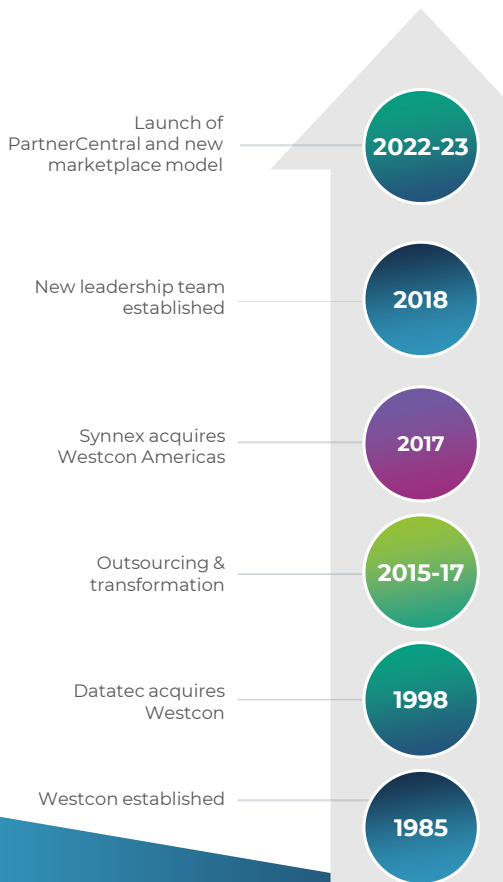 Launch of
PartnerCentral and new
marketplace model
2022-23
New leadership team
established
2018
Synnex acquires
Westcon Americas
2017
Outsourcing &
transformation
2015-17
Datatec acquires
Westcon
1998
Westcon established
1985